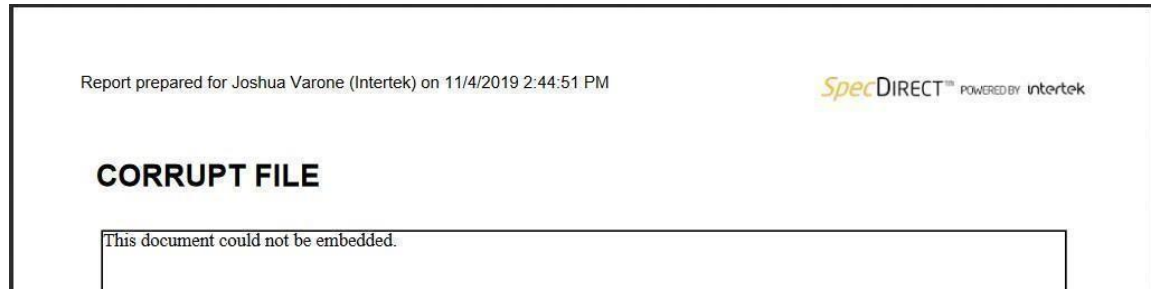 Report prepared for Joshua Varone (Intertek) on 11/4/2019 2:44:51 PM
SpecDIRECT™ POWERED BY intertek
CORRUPT FILE
This document could not be embedded.